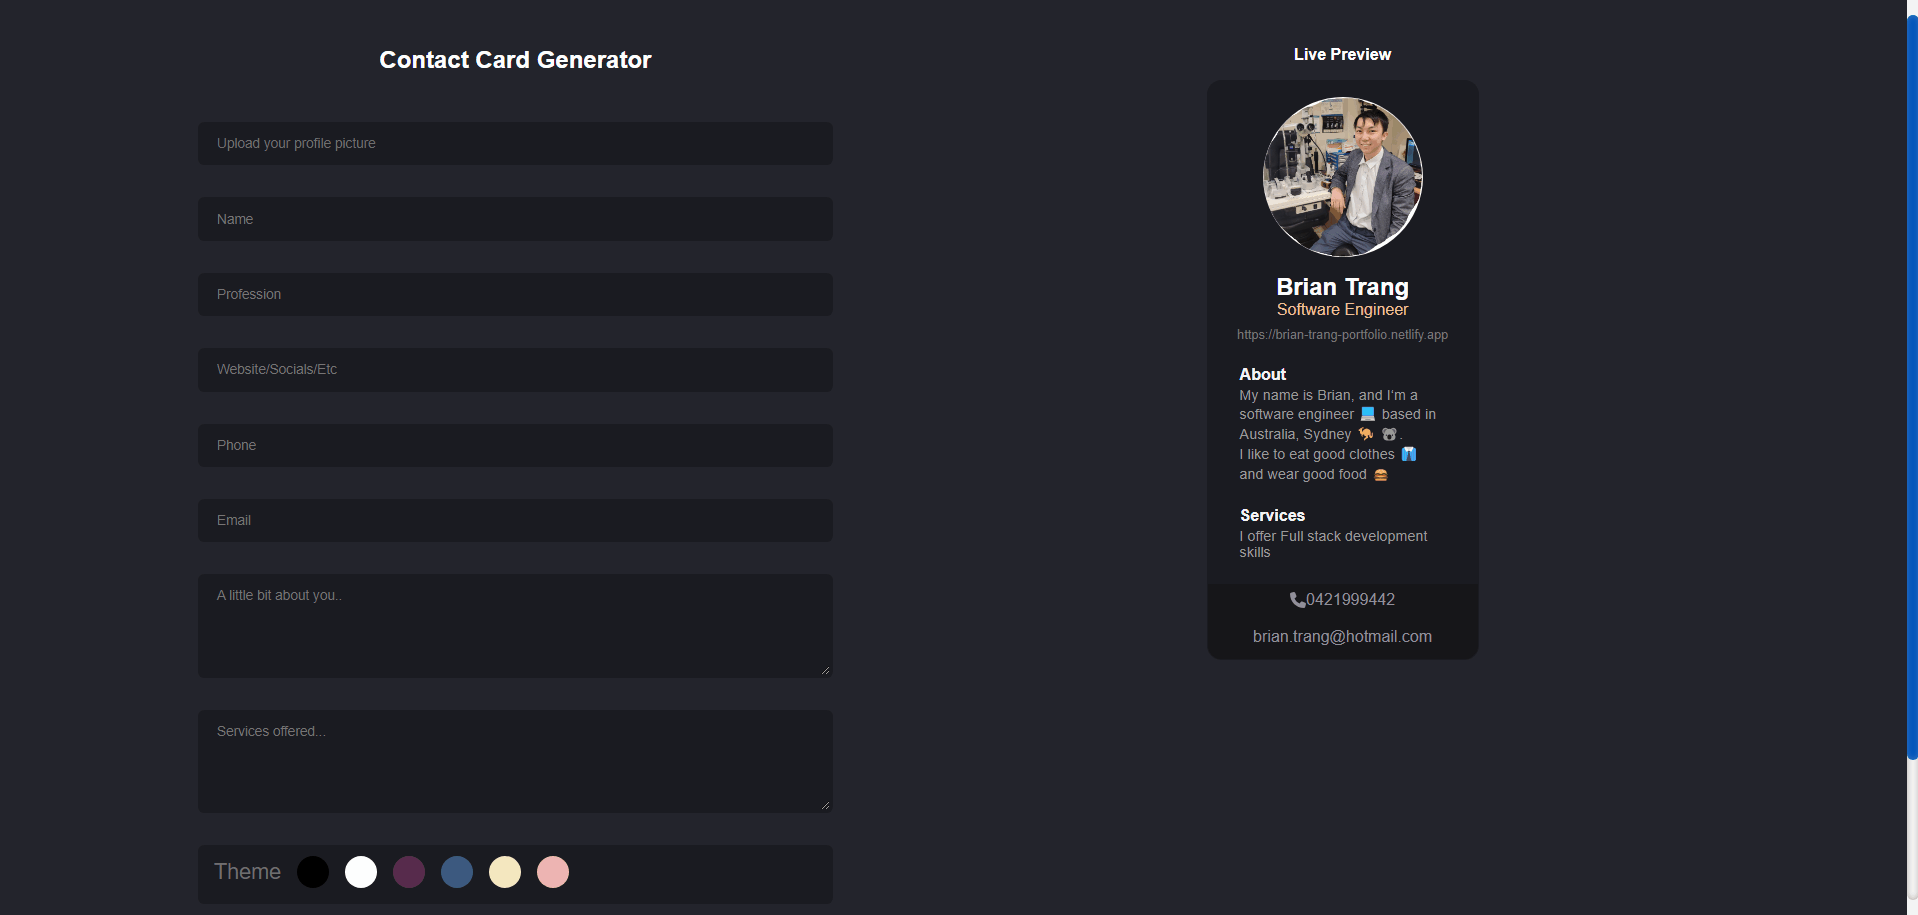 Contact Card Generator
Upload your profile picture
Name
Profession
Website/Socials/Etc
Phone
Email
A little bit about you..
Services offered...
Theme
Live Preview
Brian Trang
Software Engineer
https://brian-trang-portfolio.netlify.app
About
My name is Brian, and I'm a
software engineer 💻 based in
Australia, Sydney 🦘 🐨.
I like to eat good clothes 👔
and wear good food 🍔
Services
I offer Full stack development
skills
0421999442
brian.trang@hotmail.com